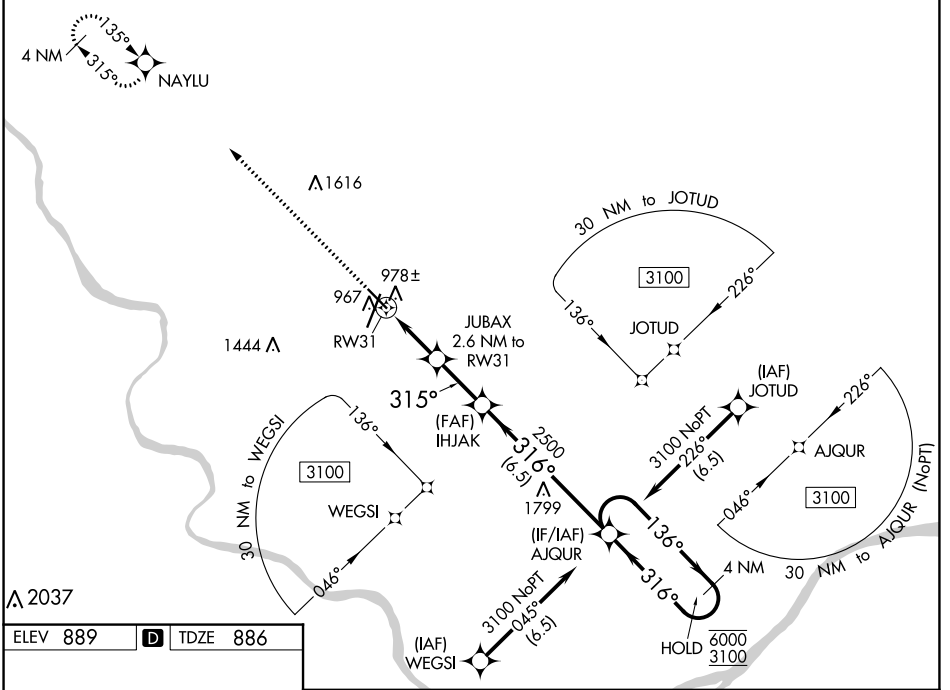 135°
4 NM
315°
NAYLU
1616
30 NM to JOTUD
3100
136°
226°
JOTUD
978±
967
RW31
JUBAX
2.6 NM to
RW31
1444
315°
(FAF)
IHJAK
(IAF)
JOTUD
3100 NoPT
226°
(6.5)
2500
316°
(6.5)
1799
30 NM to WEGSI
136°
3100
WEGSI
046°
226°
AJQUR
046°
3100
30 NM to AJQUR (NoPT)
(IF/IAF)
AJQUR
136°
316°
4 NM
HOLD
6000
3100
3100 NoPT
045°
(6.5)
(IAF)
WEGSI
2037
ELEV 889 D TDZE 886